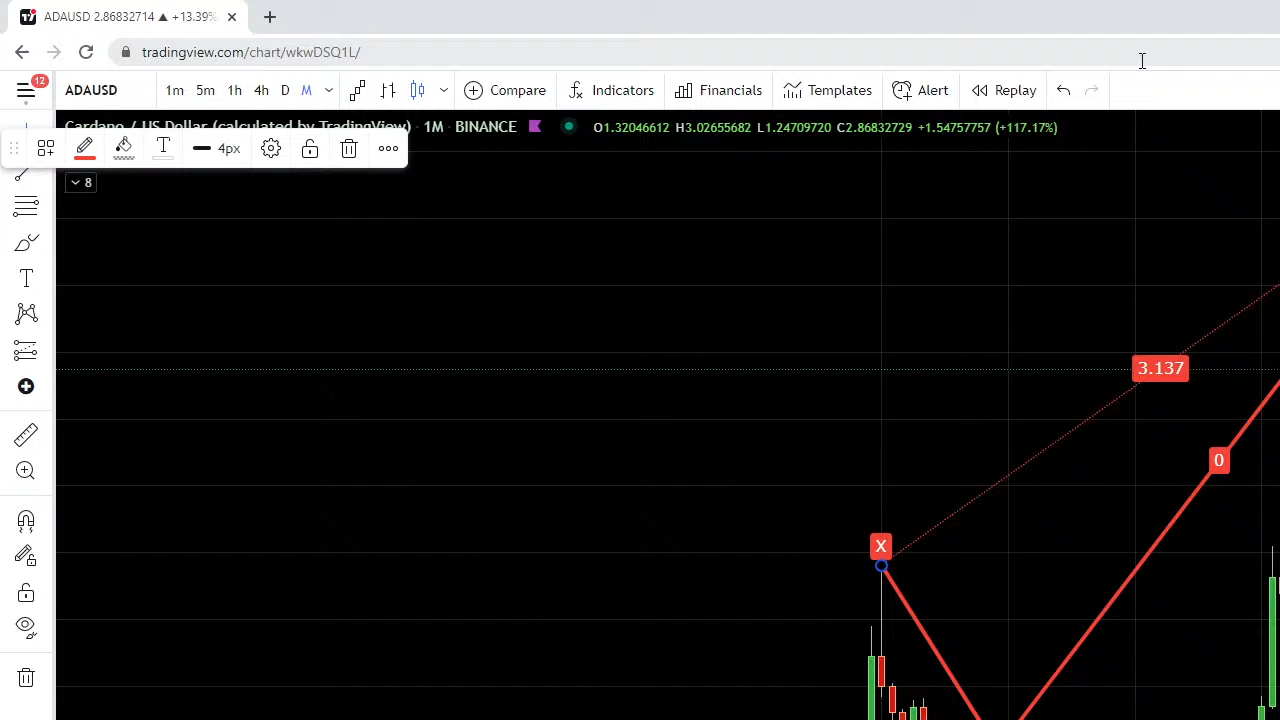 ADAUSD 2.86832714 ▲ +13.39%
tradingview.com/chart/wkwDSQ1L/
12
ADAUSD 1m 5m 1h 4h D M Compare Indicators Financials Templates Alert Replay
Cardano / US Dollar (calculated by TradingView) · 1M · BINANCE O1.32046612 H3.02655682 L1.24709720 C2.86832729 +1.54757757 (+117.17%)
T 4px
8
T
3.137
0
X